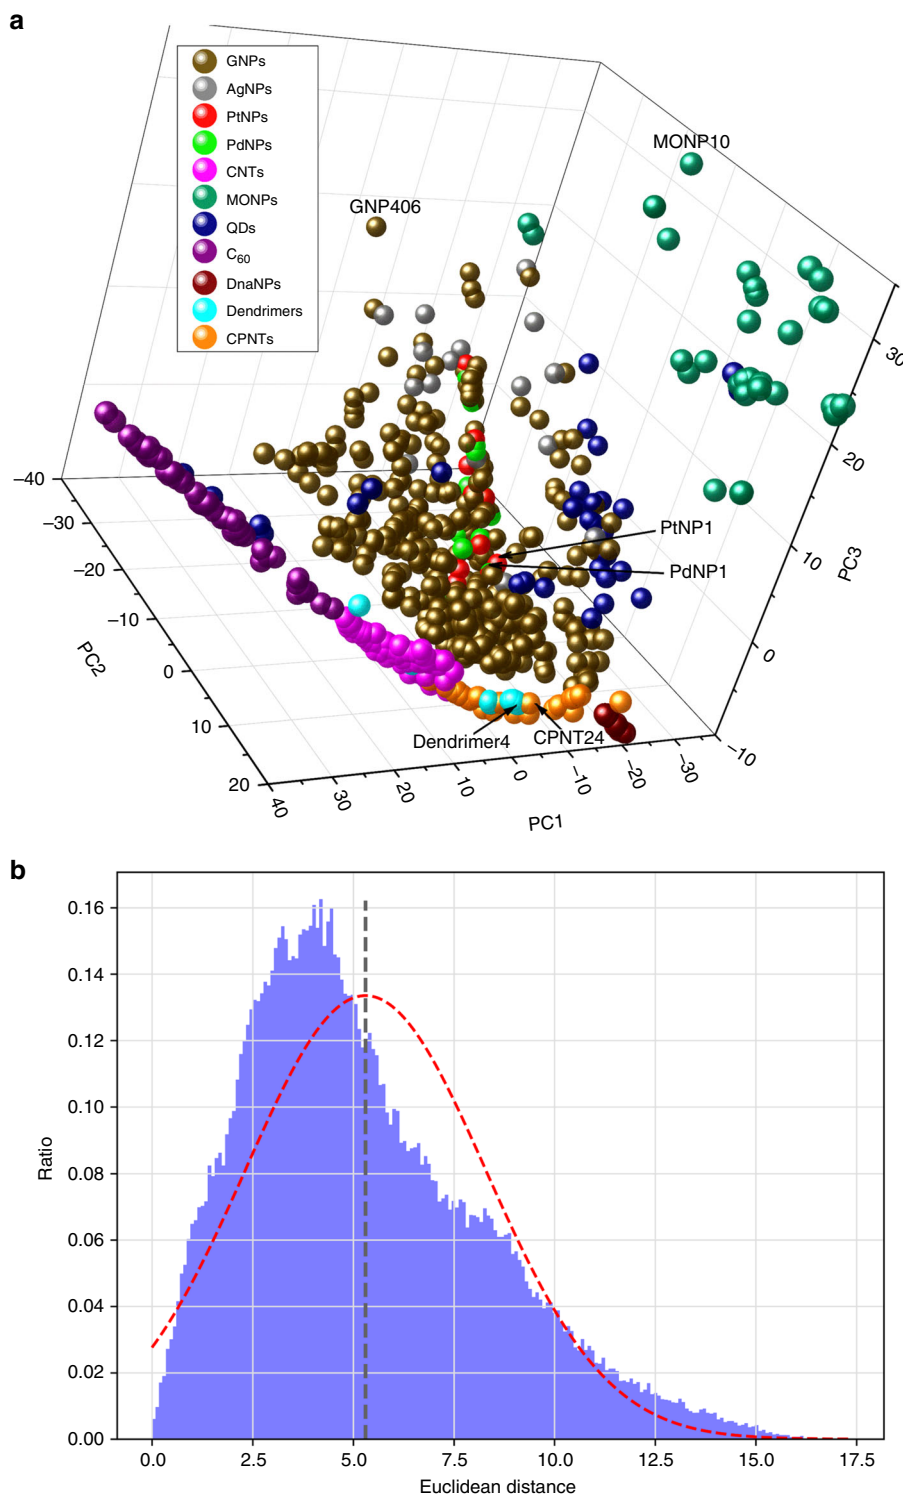 a
GNPs
AgNPs
PtNPs
PdNPs
CNTs
MONPs
QDs
C60
DnaNPs
Dendrimers
CPNTs
MONP10
GNP406
PtNP1
PdNP1
Dendrimer4
CPNT24
−40
−30
−20
−10
0
10
20
PC2
40
30
20
10
0
−10
−20
−30
−10
PC1
30
20
10
0
PC3
b
0.16
0.14
0.12
0.10
0.08
0.06
0.04
0.02
0.00
Ratio
0.0 2.5 5.0 7.5 10.0 12.5 15.0 17.5
Euclidean distance